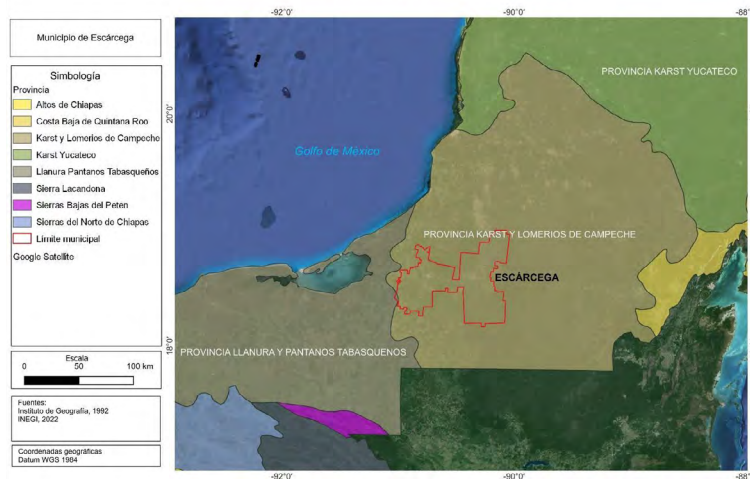 Municipio de Escárcega
Simbología
Provincia
Altos de Chiapas
Costa Baja de Quintana Roo
Karst y Lomerios de Campeche
Karst Yucateco
Llanura Pantanos Tabasqueños
Sierra Lacandona
Sierras Bajas del Peten
Sierras del Norte de Chiapas
Límite municipal
Google Satélite
Escala
0 50 100 km
Fuentes:
Instituto de Geografía, 1992
INEGI, 2022
Coordenadas geográficas
Datum WGS 1984
-92°0' -90°0' -88°
20°0'
18°0'
PROVINCIA KARST YUCATECO
Golfo de México
PROVINCIA KARST Y LOMERIOS DE CAMPECHE
ESCÁRCEGA
PROVINCIA LLANURA Y PANTANOS TABASQUENOS
-92°0' -90°0' -88°